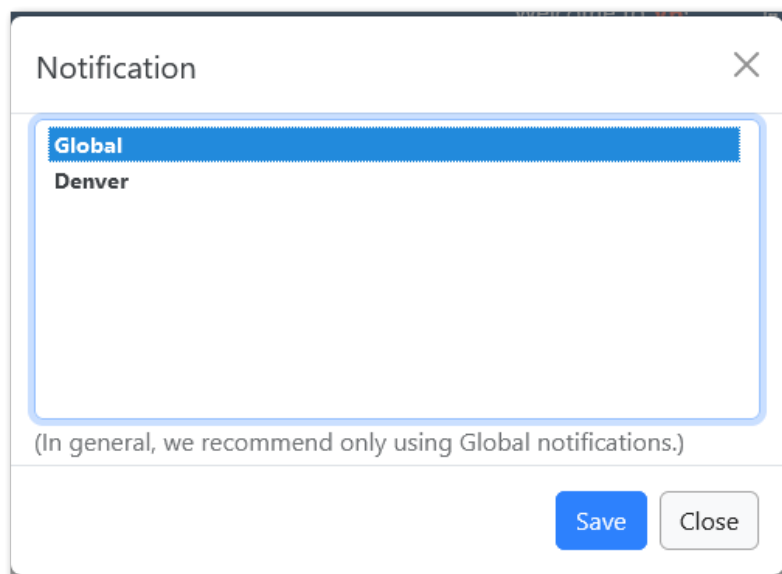 Notification
Global
Denver
(In general, we recommend only using Global notifications.)
Save
Close